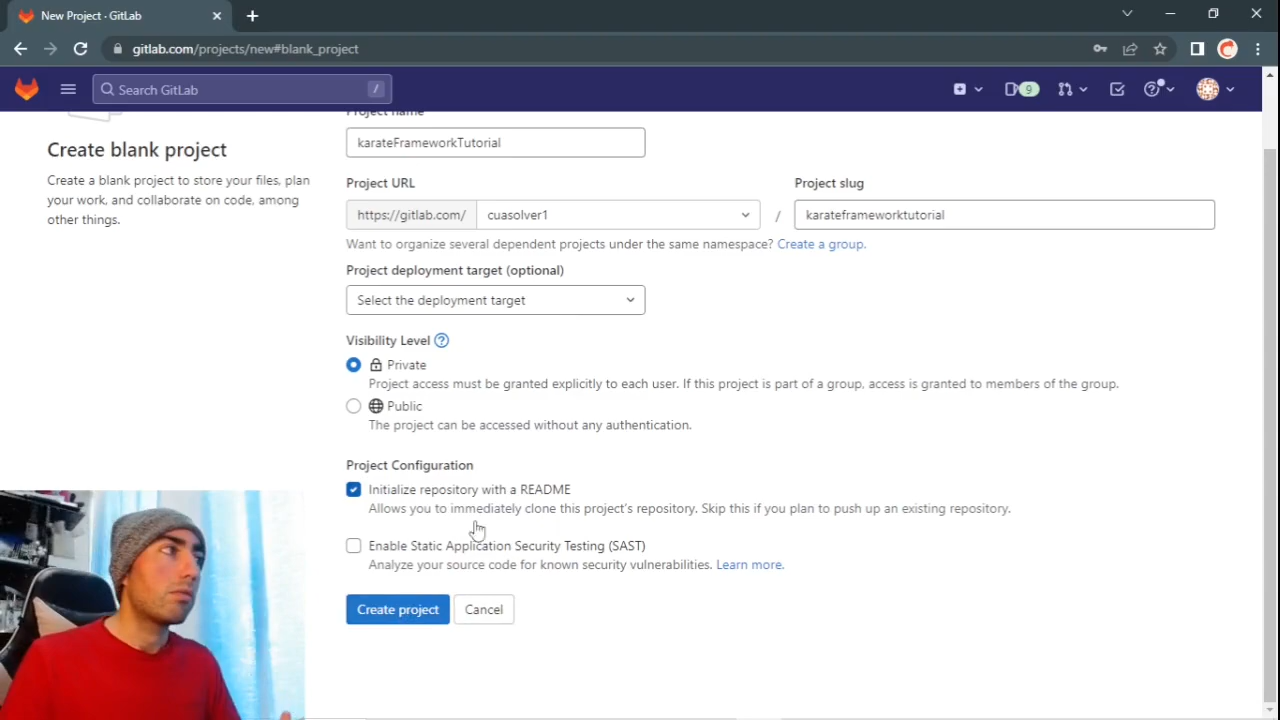 New Project · GitLab
gitlab.com/projects/new#blank_project
Search GitLab
/
9
Project name
karateFrameworkTutorial
Create blank project
Create a blank project to store your files, plan
your work, and collaborate on code, among
other things.
Project URL
Project slug
https://gitlab.com/
cuasolver1
/
karateframeworktutorial
Want to organize several dependent projects under the same namespace? Create a group.
Project deployment target (optional)
Select the deployment target
Visibility Level
Private
Project access must be granted explicitly to each user. If this project is part of a group, access is granted to members of the group.
Public
The project can be accessed without any authentication.
Project Configuration
Initialize repository with a README
Allows you to immediately clone this project's repository. Skip this if you plan to push up an existing repository.
Enable Static Application Security Testing (SAST)
Analyze your source code for known security vulnerabilities. Learn more.
Create project
Cancel